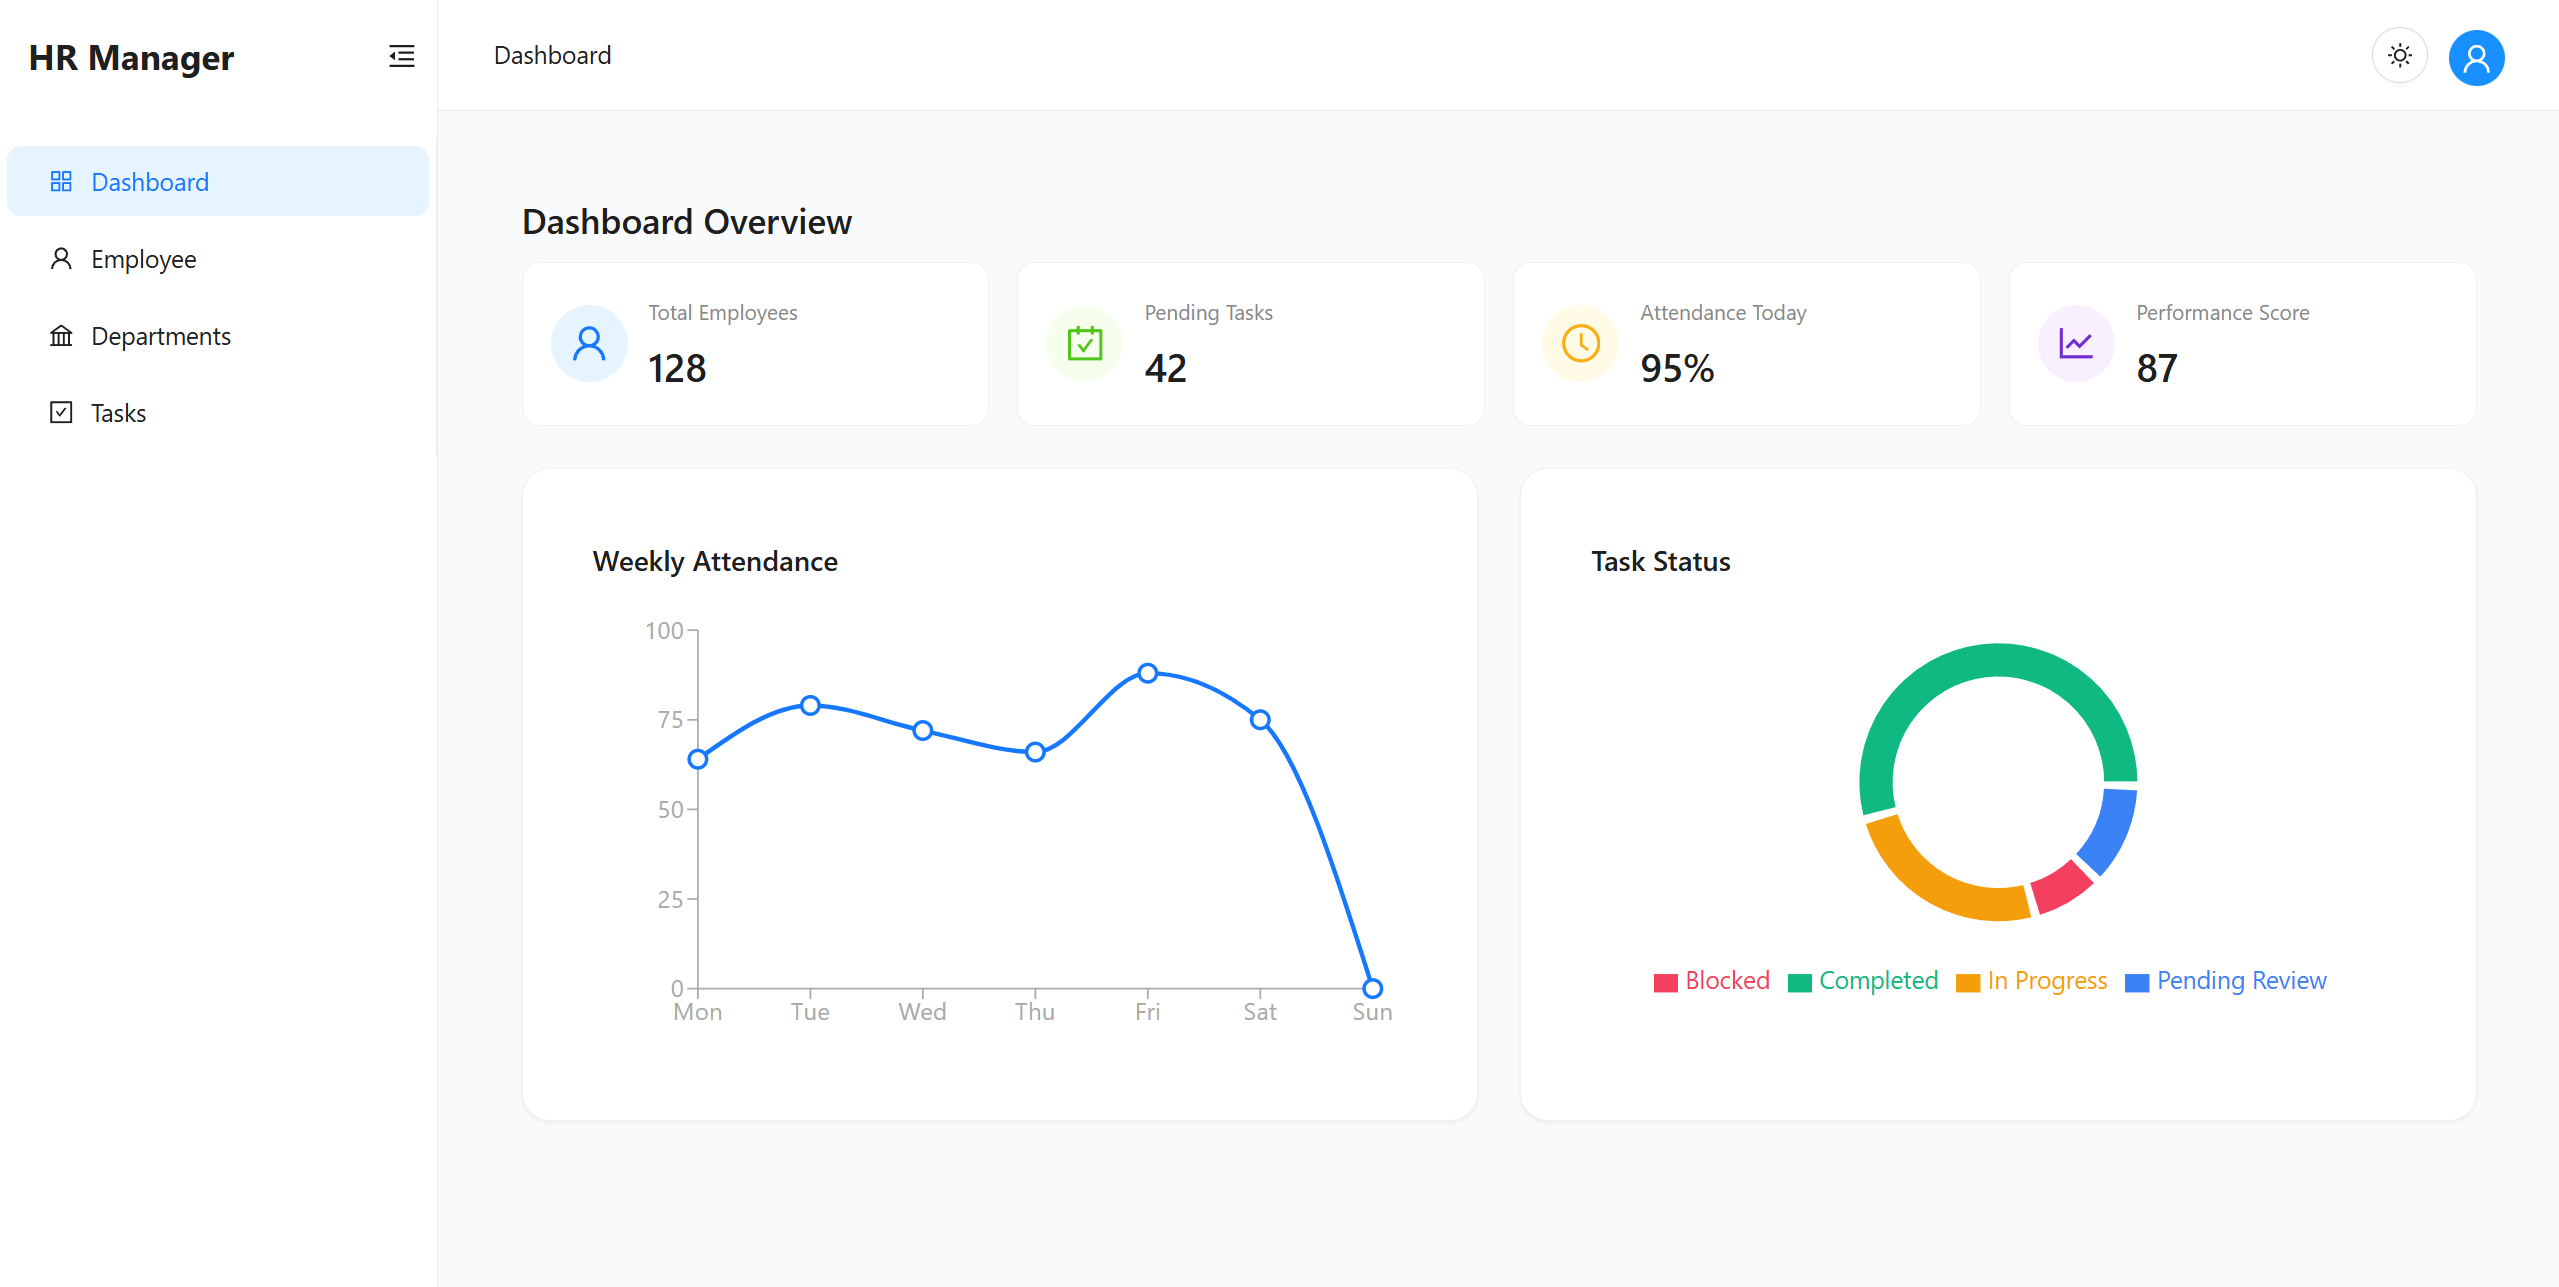 HR Manager
Dashboard
Dashboard
Employee
Departments
Tasks
Dashboard Overview
Total Employees
128
Pending Tasks
42
Attendance Today
95%
Performance Score
87
Weekly Attendance
100
75
50
25
0
Mon Tue Wed Thu Fri Sat Sun
Task Status
Blocked Completed In Progress Pending Review